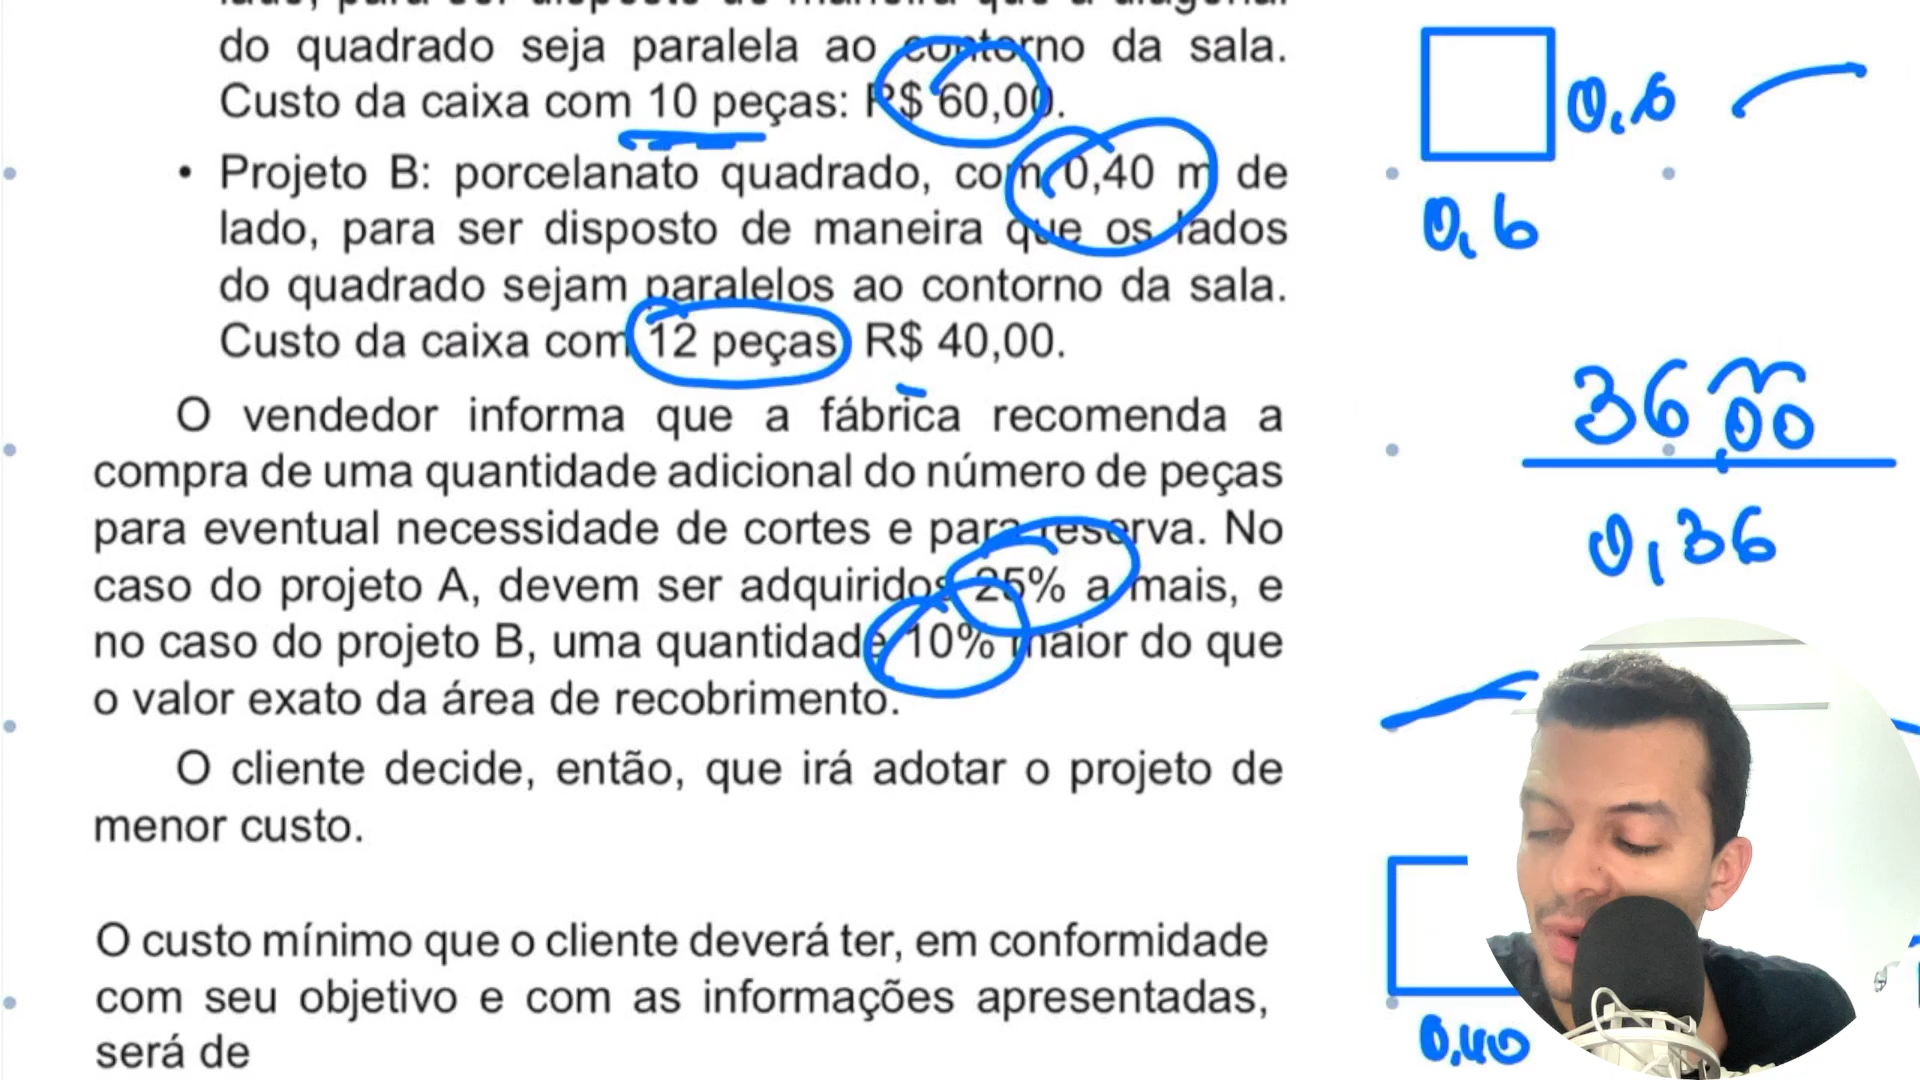 do quadrado seja paralela ao contorno da sala.
Custo da caixa com 10 peças: R$ 60,00.
• Projeto B: porcelanato quadrado, com 0,40 m de
lado, para ser disposto de maneira que os lados
do quadrado sejam paralelos ao contorno da sala.
Custo da caixa com 12 peças R$ 40,00.
O vendedor informa que a fábrica recomenda a
compra de uma quantidade adicional do número de peças
para eventual necessidade de cortes e para reserva. No
caso do projeto A, devem ser adquiridos 25% a mais, e
no caso do projeto B, uma quantidade 10% maior do que
o valor exato da área de recobrimento.
O cliente decide, então, que irá adotar o projeto de
menor custo.
O custo mínimo que o cliente deverá ter, em conformidade
com seu objetivo e com as informações apresentadas,
será de
0,6
0,6
36,00
0,36
0,40